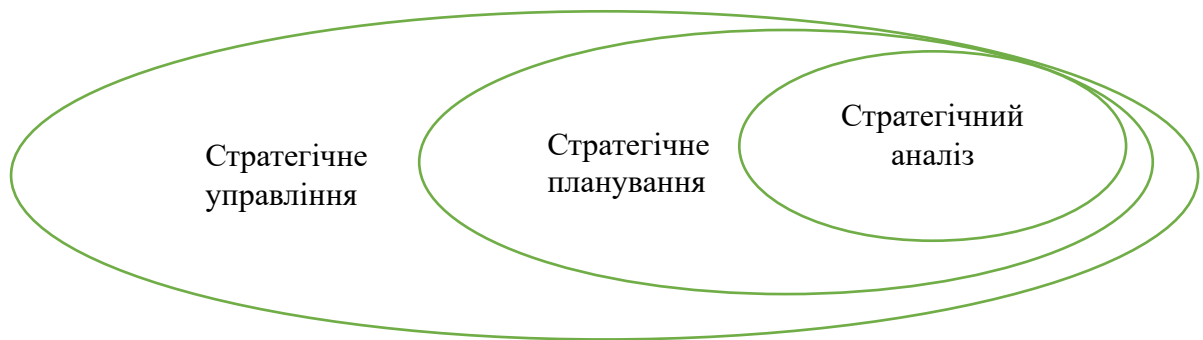 Стратегічне
управління
Стратегічне
планування
Стратегічний
аналіз